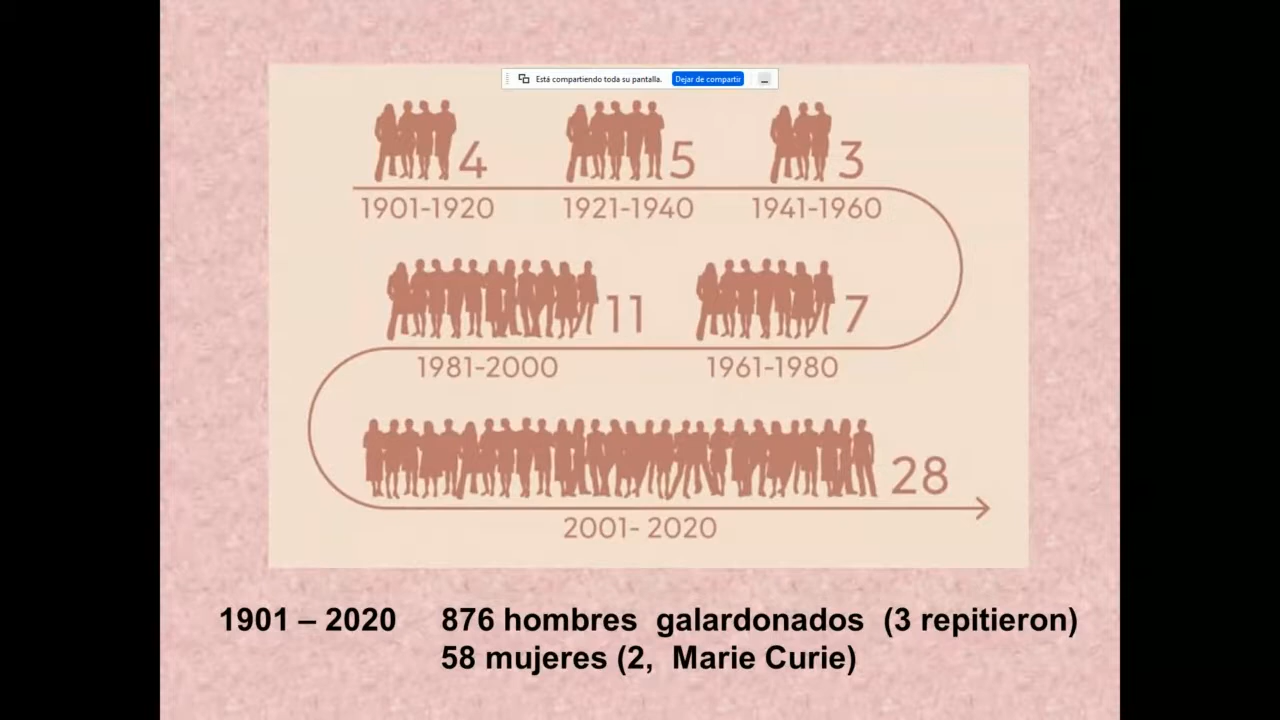 Está compartiendo toda su pantalla. Dejar de compartir
4 5 3
1901-1920 1921-1940 1941-1960
11 7
1981-2000 1961-1980
28
2001- 2020
1901 – 2020 876 hombres galardonados (3 repitieron)
58 mujeres (2, Marie Curie)